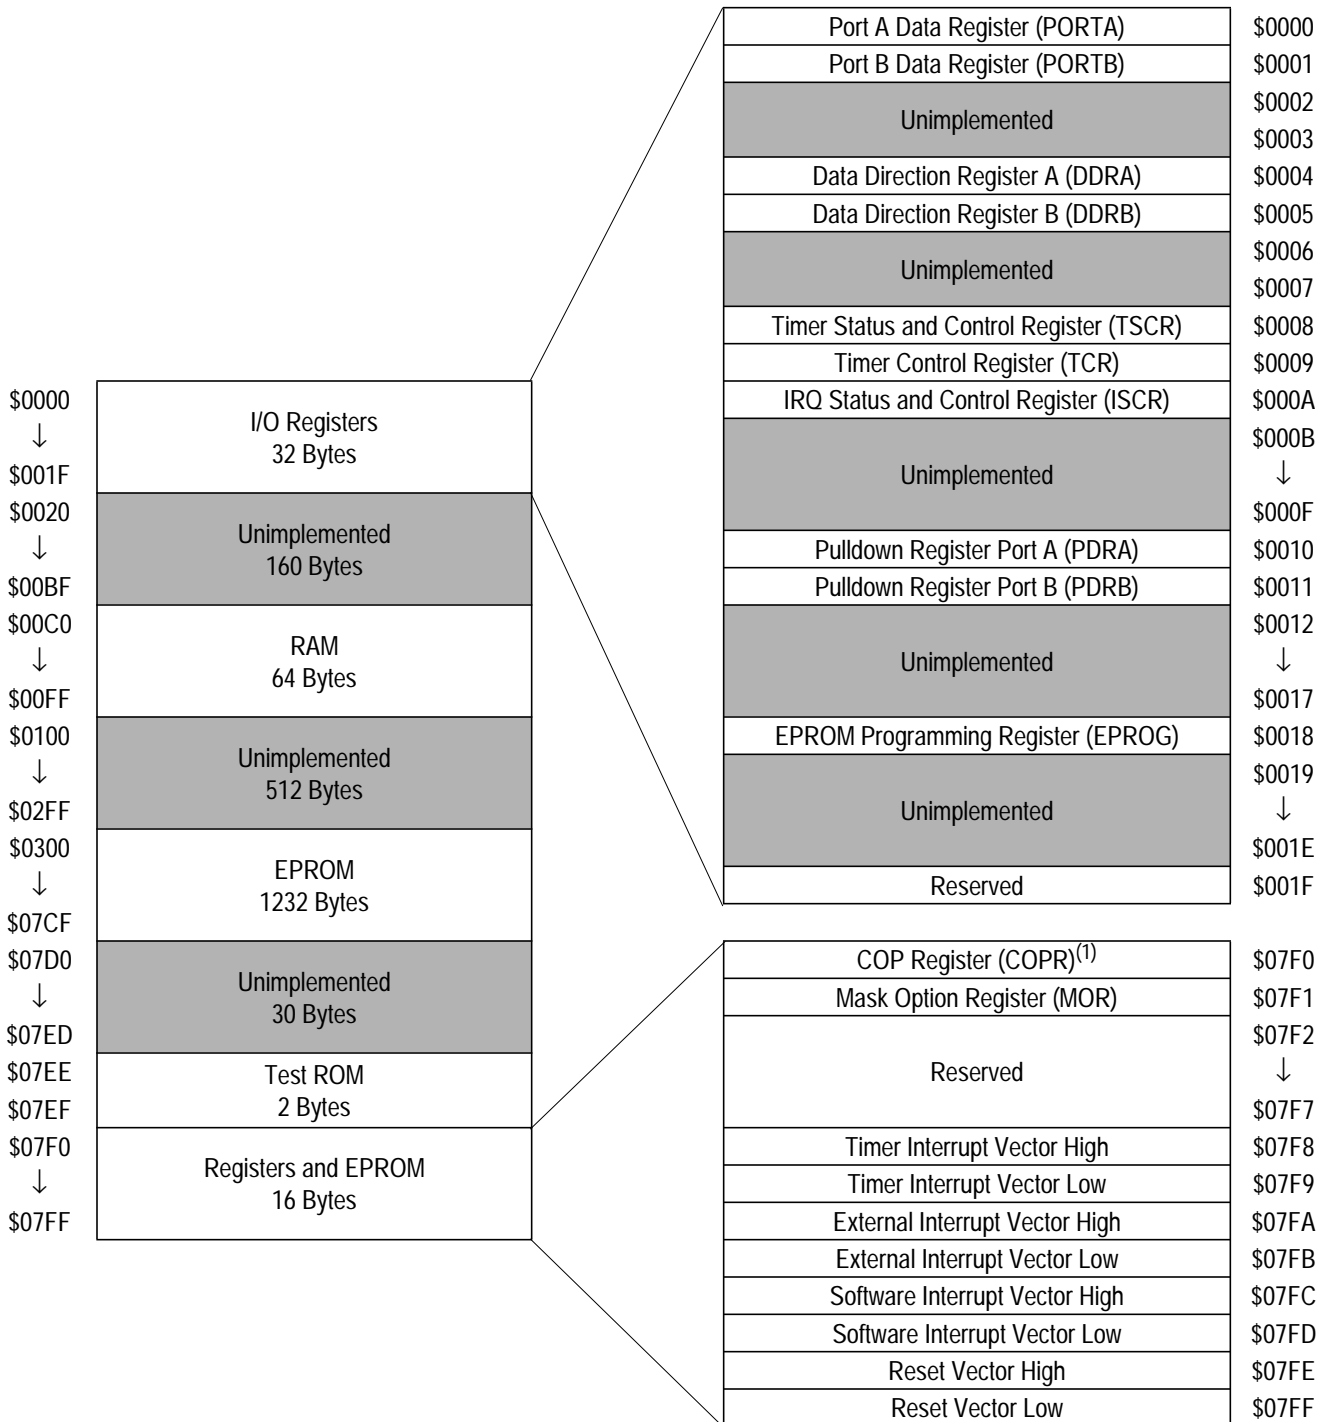 Port A Data Register (PORTA) $0000
Port B Data Register (PORTB) $0001
Unimplemented
$0002
$0003
Data Direction Register A (DDRA) $0004
Data Direction Register B (DDRB) $0005
Unimplemented
$0006
$0007
Timer Status and Control Register (TSCR) $0008
Timer Control Register (TCR) $0009
IRQ Status and Control Register (ISCR) $000A
Unimplemented
$000B
↓
$000F
Pulldown Register Port A (PDRA) $0010
Pulldown Register Port B (PDRB) $0011
Unimplemented
$0012
↓
$0017
EPROM Programming Register (EPROG) $0018
Unimplemented
$0019
↓
$001E
Reserved $001F
$0000
↓
$001F
I/O Registers
32 Bytes
$0020
↓
$00BF
Unimplemented
160 Bytes
$00C0
↓
$00FF
RAM
64 Bytes
$0100
↓
$02FF
Unimplemented
512 Bytes
$0300
↓
$07CF
EPROM
1232 Bytes
$07D0
↓
$07ED
Unimplemented
30 Bytes
$07EE
$07EF
Test ROM
2 Bytes
$07F0
↓
$07FF
Registers and EPROM
16 Bytes
COP Register (COPR)(1) $07F0
Mask Option Register (MOR) $07F1
Reserved
$07F2
↓
$07F7
Timer Interrupt Vector High $07F8
Timer Interrupt Vector Low $07F9
External Interrupt Vector High $07FA
External Interrupt Vector Low $07FB
Software Interrupt Vector High $07FC
Software Interrupt Vector Low $07FD
Reset Vector High $07FE
Reset Vector Low $07FF